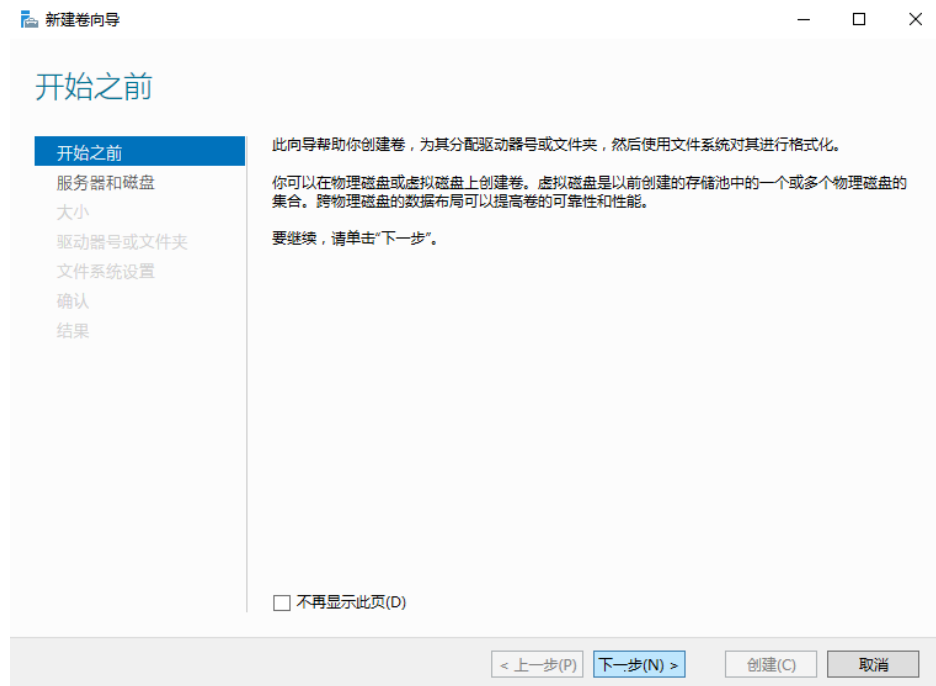 新建卷向导
开始之前
开始之前
服务器和磁盘
大小
驱动器号或文件夹
文件系统设置
确认
结果
此向导帮助你创建卷，为其分配驱动器号或文件夹，然后使用文件系统对其进行格式化。
你可以在物理磁盘或虚拟磁盘上创建卷。虚拟磁盘是以前创建的存储池中的一个或多个物理磁盘的
集合。跨物理磁盘的数据布局可以提高卷的可靠性和性能。
要继续，请单击“下一步”。
不再显示此页(D)
< 上一步(P)
下一步(N) >
创建(C)
取消